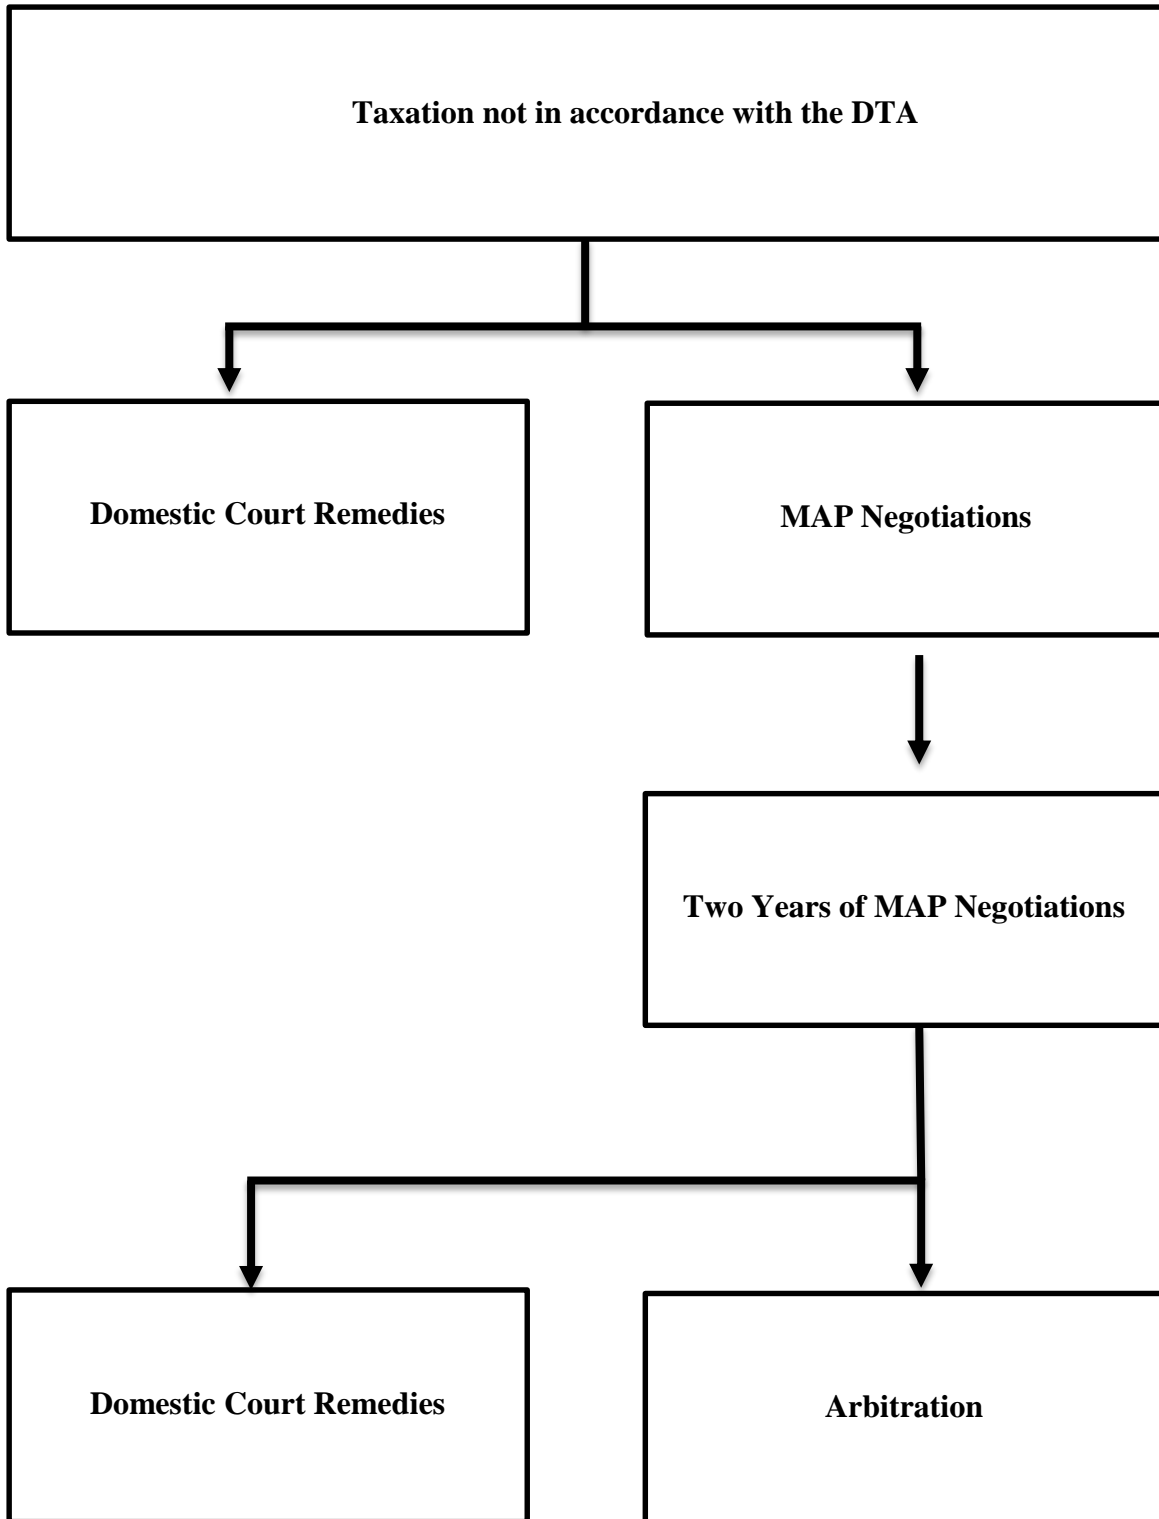 Taxation not in accordance with the DTA
Domestic Court Remedies
MAP Negotiations
Two Years of MAP Negotiations
Domestic Court Remedies
Arbitration